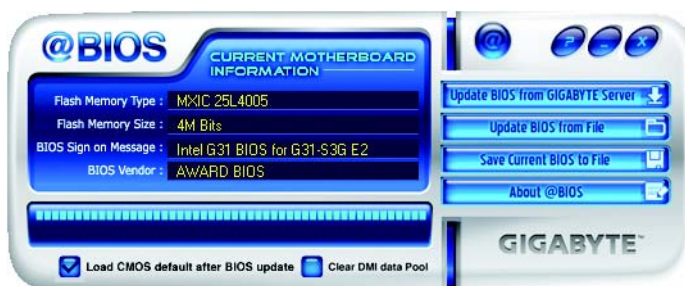 @BIOS
CURRENT MOTHERBOARD
INFORMATION
Flash Memory Type : MXIC 25L4005
Flash Memory Size : 4M Bits
BIOS Sign on Message : Intel G31 BIOS for G31-S3G E2
BIOS Vendor : AWARD BIOS
Load CMOS default after BIOS update
Clear DMI data Pool
@ ? - X
Update BIOS from GIGABYTE Server
Update BIOS from File
Save Current BIOS to File
About @BIOS
GIGABYTE™